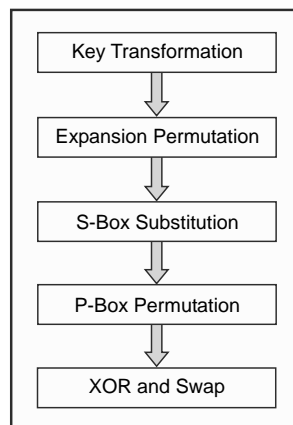 Key Transformation
Expansion Permutation
S-Box Substitution
P-Box Permutation
XOR and Swap